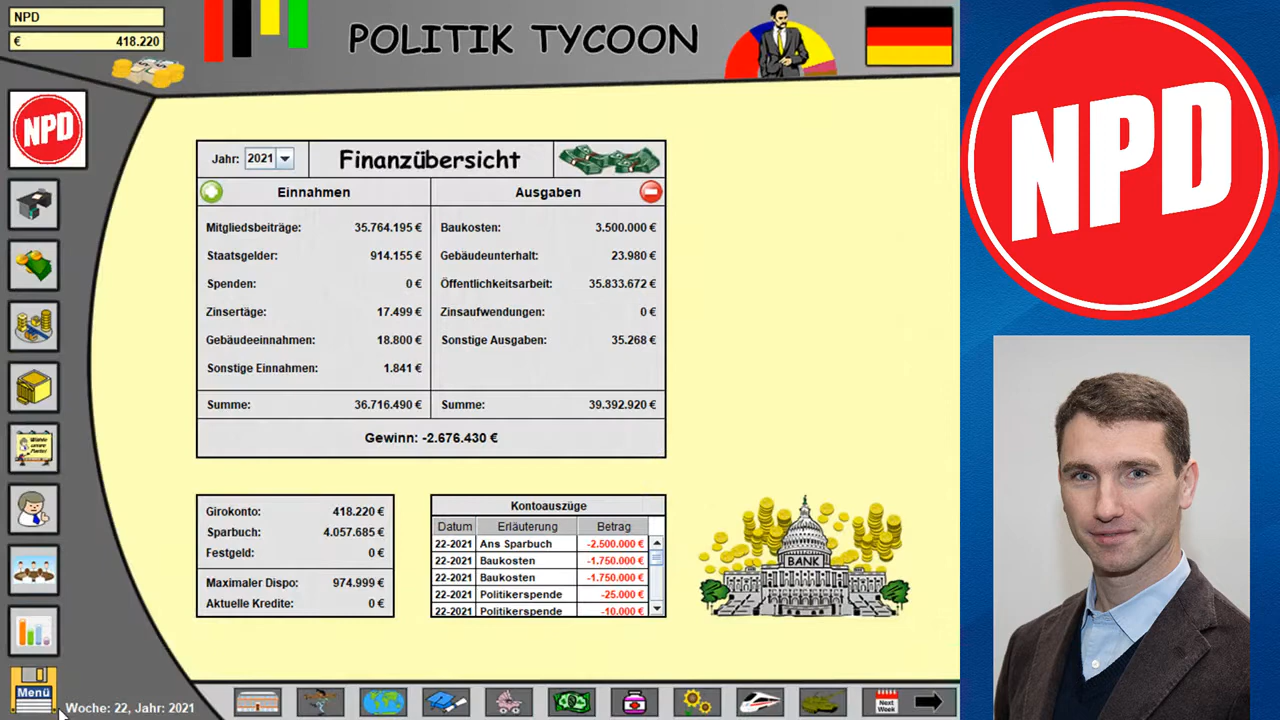 NPD
€ 418.220
POLITIK TYCOON
NPD
NPD
Jahr: 2021
Finanzübersicht
Einnahmen
Ausgaben
Mitgliedsbeiträge: 35.764.195 €
Baukosten: 3.500.000 €
Staatsgelder: 914.155 €
Gebäudeunterhalt: 23.980 €
Spenden: 0 €
Öffentlichkeitsarbeit: 35.833.672 €
Zinsertäge: 17.499 €
Zinsaufwendungen: 0 €
Gebäudeeinnahmen: 18.800 €
Sonstige Ausgaben: 35.268 €
Sonstige Einnahmen: 1.841 €
Summe: 36.716.490 €
Summe: 39.392.920 €
Gewinn: -2.676.430 €
Girokonto: 418.220 €
Sparbuch: 4.057.685 €
Festgeld: 0 €
Maximaler Dispo: 974.999 €
Aktuelle Kredite: 0 €
Kontoauszüge
Datum Erläuterung Betrag
22-2021 Ans Sparbuch -2.500.000 €
22-2021 Baukosten -1.750.000 €
22-2021 Baukosten -1.750.000 €
22-2021 Politikerspende -25.000 €
22-2021 Politikerspende -10.000 €
BANK
Menü
Woche: 22, Jahr: 2021
Next
Week